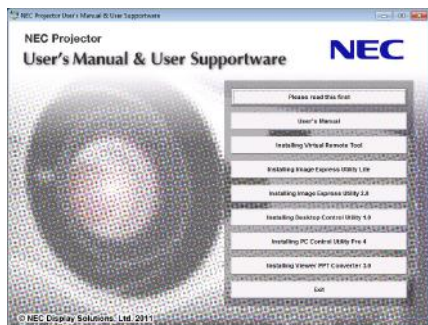 NEC Projector User's Manual & User Supportware
NEC Projector
User's Manual & User Supportware
NEC
Please read this first
User's Manual
Installing Virtual Remote Tool
Installing Image Express Utility Lite
Installing Image Express Utility 2.0
Installing Desktop Control Utility 1.0
Installing PC Control Utility Pro 4
Installing Viewer PPT Converter 3.0
Exit
© NEC Display Solutions, Ltd. 2011